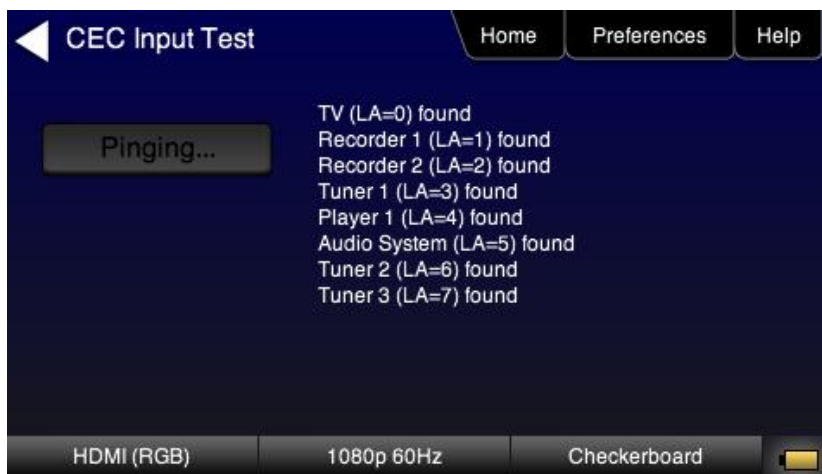 CEC Input Test
Home
Preferences
Help
Pinging...
TV (LA=0) found
Recorder 1 (LA=1) found
Recorder 2 (LA=2) found
Tuner 1 (LA=3) found
Player 1 (LA=4) found
Audio System (LA=5) found
Tuner 2 (LA=6) found
Tuner 3 (LA=7) found
HDMI (RGB)
1080p 60Hz
Checkerboard